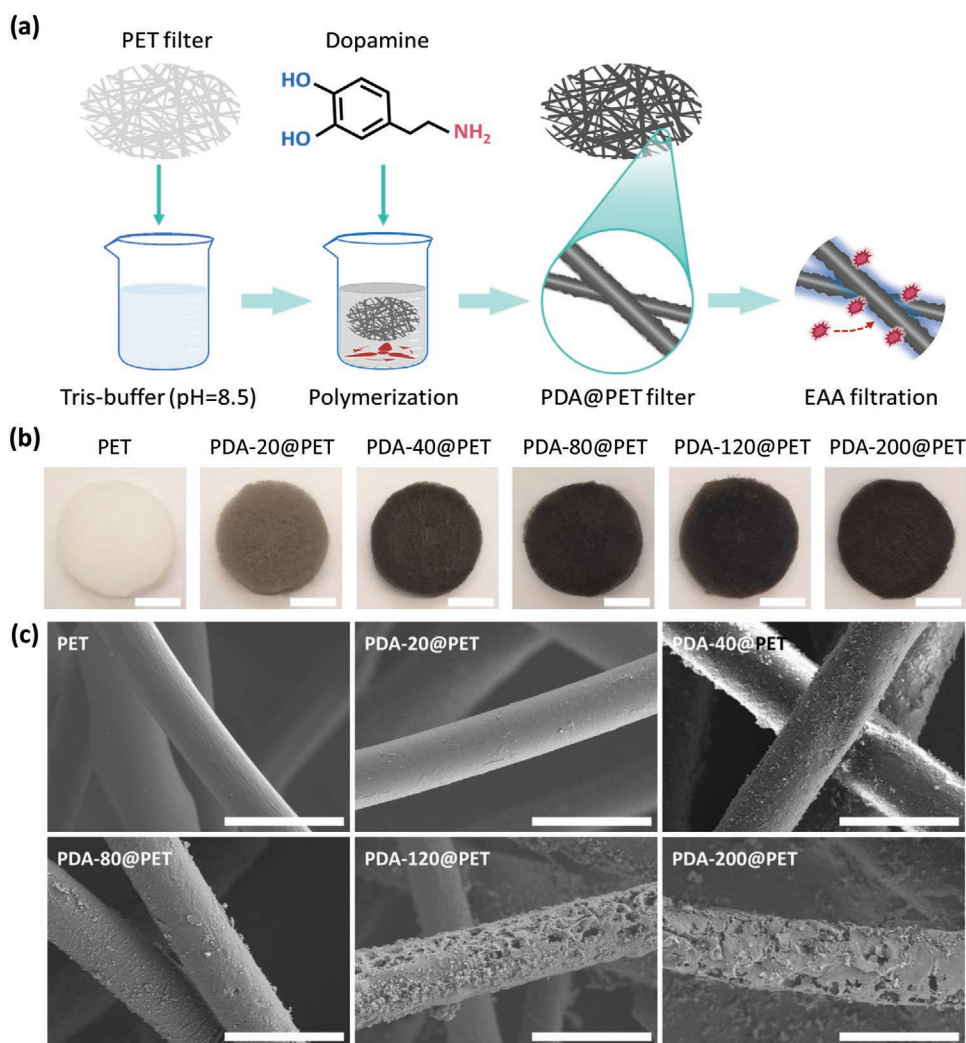 (a)
PET filter
Dopamine
HO
HO
NH₂
Tris-buffer (pH=8.5)
Polymerization
PDA@PET filter
EAA filtration
(b)
PET
PDA-20@PET
PDA-40@PET
PDA-80@PET
PDA-120@PET
PDA-200@PET
(c)
PET
PDA-20@PET
PDA-40@PET
PDA-80@PET
PDA-120@PET
PDA-200@PET